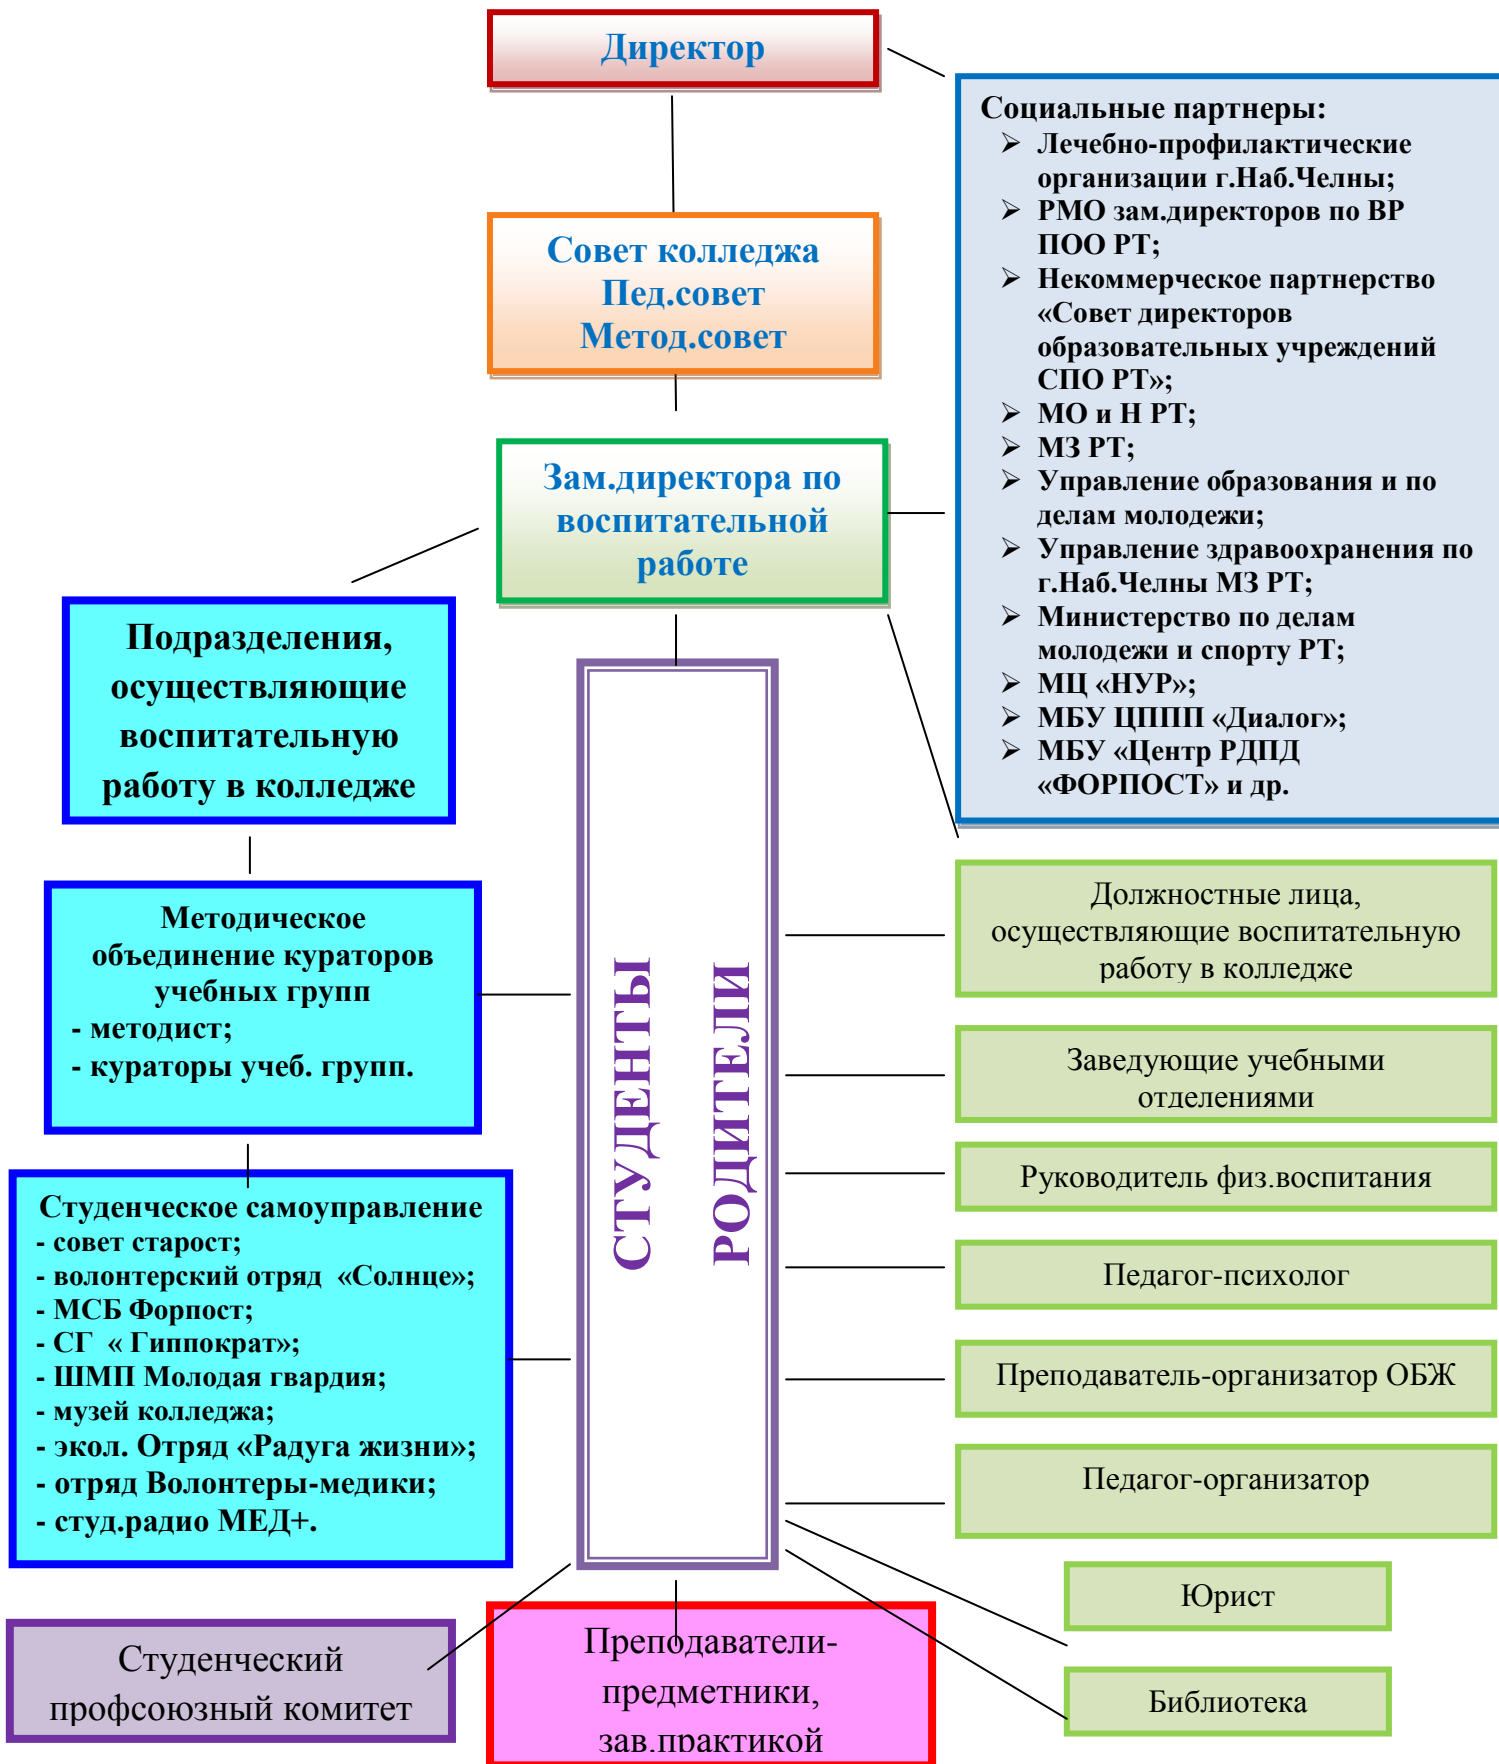 Директор
Социальные партнеры:
➢ Лечебно-профилактические
организации г.Наб.Челны;
➢ РМО зам.директоров по ВР
ПОО РТ;
➢ Некоммерческое партнерство
«Совет директоров
образовательных учреждений
СПО РТ»;
➢ МО и Н РТ;
➢ МЗ РТ;
➢ Управление образования и по
делам молодежи;
➢ Управление здравоохранения по
г.Наб.Челны МЗ РТ;
➢ Министерство по делам
молодежи и спорту РТ;
➢ МЦ «НУР»;
➢ МБУ ЦППП «Диалог»;
➢ МБУ «Центр РДПД
«ФОРПОСТ» и др.
Совет колледжа
Пед.совет
Метод.совет
Зам.директора по
воспитательной
работе
Подразделения,
осуществляющие
воспитательную
работу в колледже
Методическое
объединение кураторов
учебных групп
- методист;
- кураторы учеб. групп.
Студенческое самоуправление
- совет старост;
- волонтерский отряд «Солнце»;
- МСБ Форпост;
- СГ « Гиппократ»;
- ШМП Молодая гвардия;
- музей колледжа;
- экол. Отряд «Радуга жизни»;
- отряд Волонтеры-медики;
- студ.радио МЕД+.
СТУДЕНТЫ
РОДИТЕЛИ
Должностные лица,
осуществляющие воспитательную
работу в колледже
Заведующие учебными
отделениями
Руководитель физ.воспитания
Педагог-психолог
Преподаватель-организатор ОБЖ
Педагог-организатор
Юрист
Библиотека
Студенческий
профсоюзный комитет
Преподаватели-
предметники,
зав.практикой